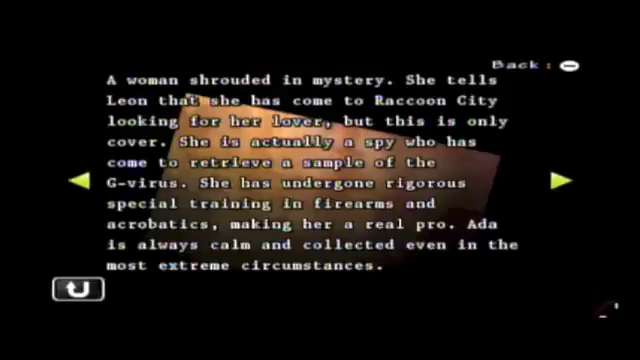 Back :
A woman shrouded in mystery. She tells
Leon that she has come to Raccoon City
looking for her lover, but this is only
cover. She is actually a spy who has
come to retrieve a sample of the
G-virus. She has undergone rigorous
special training in firearms and
acrobatics, making her a real pro. Ada
is always calm and collected even in the
most extreme circumstances.